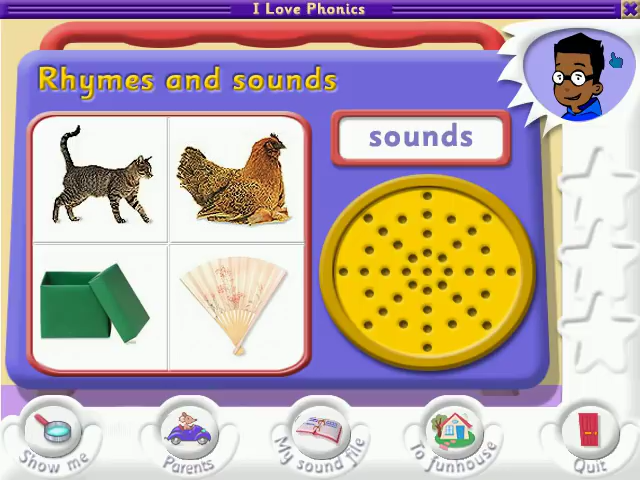 I Love Phonics
Rhymes and sounds
sounds
Show me
Parents
My sound file
To funhouse
Quit